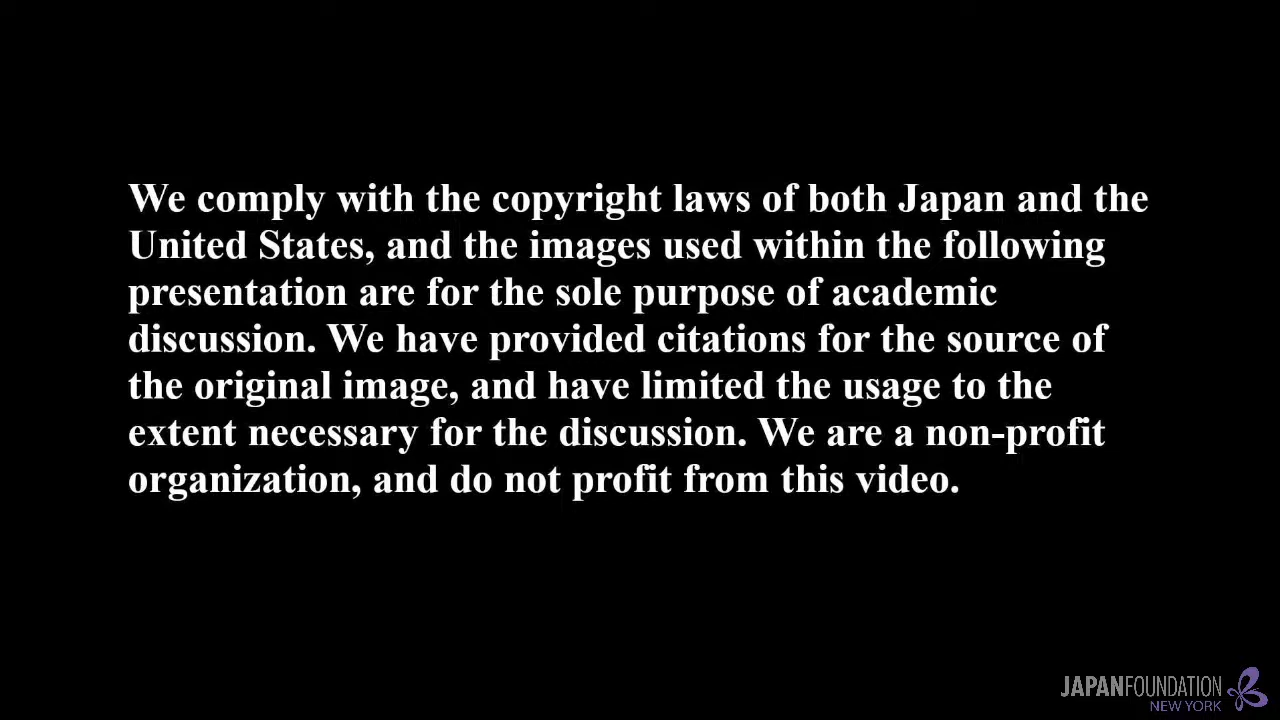 We comply with the copyright laws of both Japan and the
United States, and the images used within the following
presentation are for the sole purpose of academic
discussion. We have provided citations for the source of
the original image, and have limited the usage to the
extent necessary for the discussion. We are a non-profit
organization, and do not profit from this video.
JAPANFOUNDATION
NEW YORK